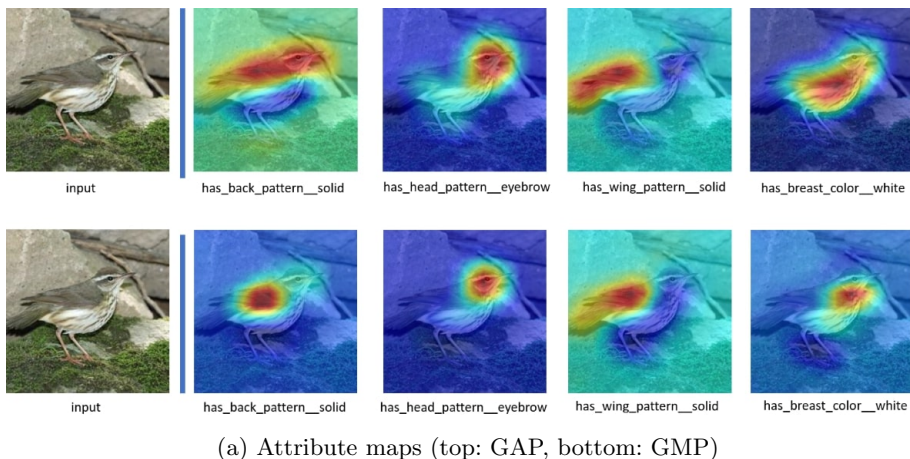 input has_back_pattern__solid has_head_pattern__eyebrow has_wing_pattern__solid has_breast_color__white
input has_back_pattern__solid has_head_pattern__eyebrow has_wing_pattern__solid has_breast_color__white
(a) Attribute maps (top: GAP, bottom: GMP)